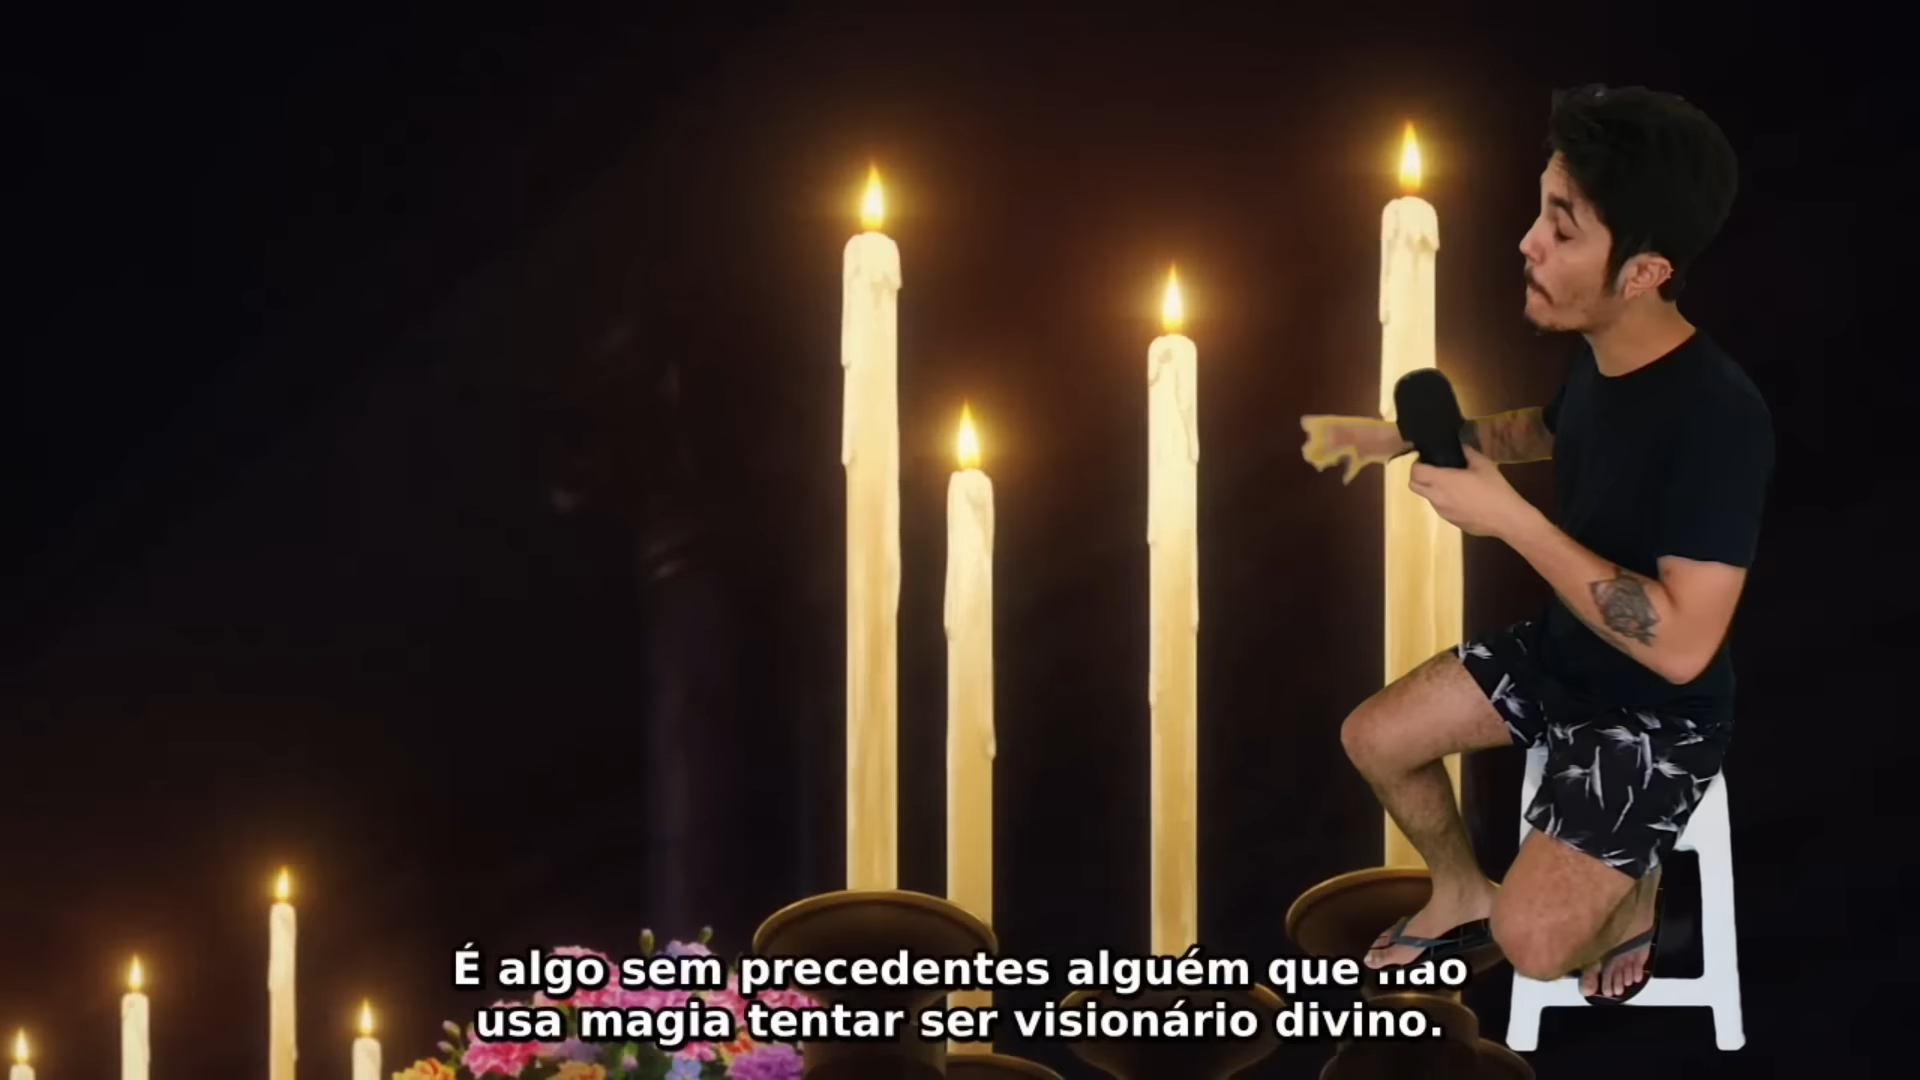 É algo sem precedentes alguém que não
usa magia tentar ser visionário divino.